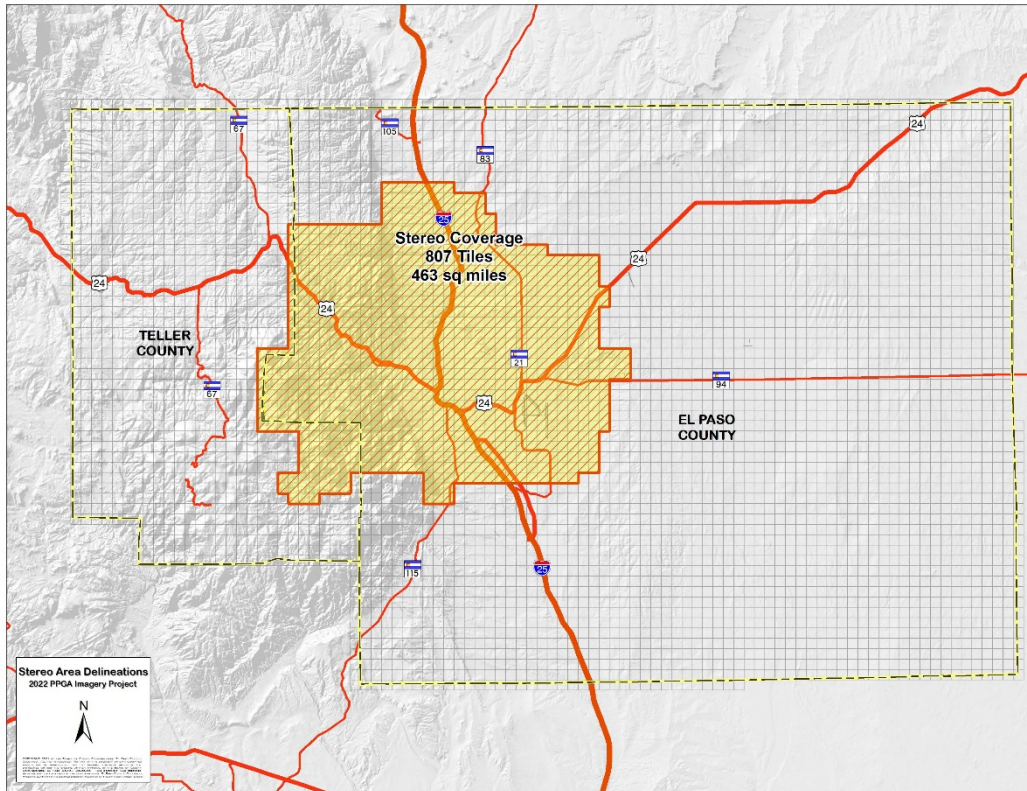 67
105
24
83
25
Stereo Coverage
807 Tiles
463 sq miles
24
24
24
TELLER
COUNTY
21
67
94
24
EL PASO
COUNTY
115
25
Stereo Area Delineations
2022 PPGA Imagery Project
N